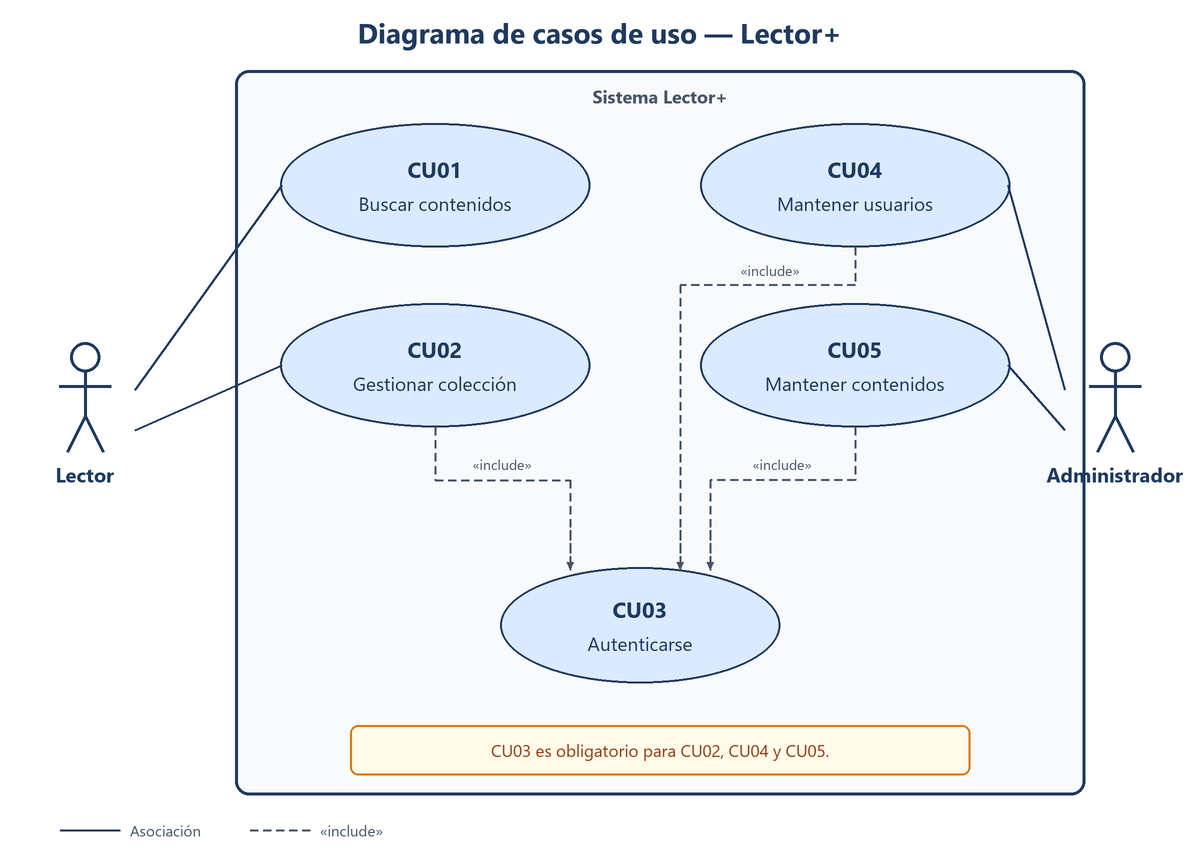 Diagrama de casos de uso — Lector+
Sistema Lector+
CU01
Buscar contenidos
CU04
Mantener usuarios
«include»
CU02
Gestionar colección
CU05
Mantener contenidos
Lector
Administrador
«include»
«include»
CU03
Autenticarse
CU03 es obligatorio para CU02, CU04 y CU05.
Asociación
«include»